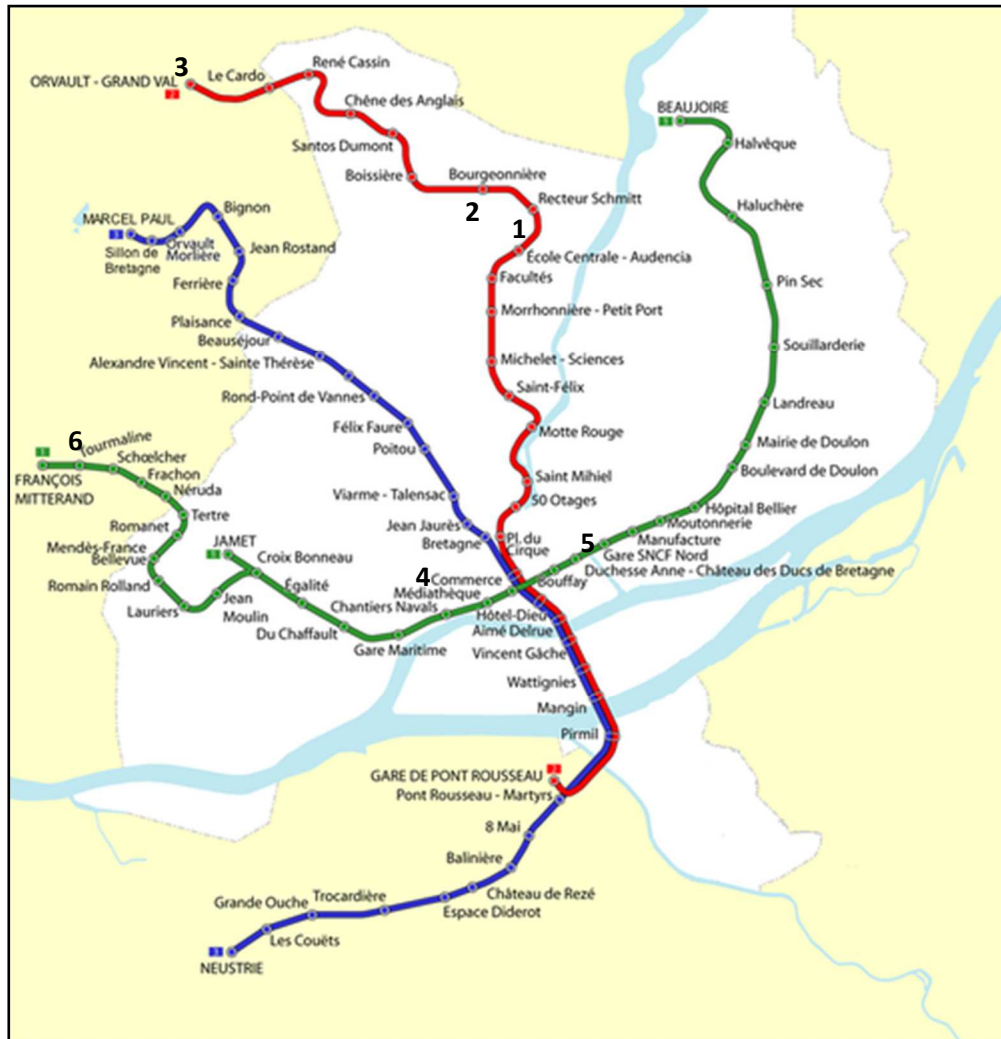 3
ORVAULT - GRAND VAL
2
Le Cardo
René Cassin
Chêne des Anglais
Santos Dumont
Boissière
Bourgeonnière
2
Recteur Schmitt
1
École Centrale - Audencia
Facultés
Morrhonnière - Petit Port
Michelet - Sciences
Saint-Félix
Motte Rouge
Saint Mihiel
50 Otages
Pl. du
Cirque
BEAUJOIRE
1
Halvêque
Haluchère
Pin Sec
Souillarderie
Landreau
Mairie de Doulon
Boulevard de Doulon
Hôpital Bellier
Moutonnerie
Manufacture
5
Gare SNCF Nord
Duchesse Anne - Château des Ducs de Bretagne
Bouffay
MARCEL PAUL
3
Sillon de
Bretagne
Orvault
Morlière
Bignon
Jean Rostand
Ferrière
Plaisance
Beauséjour
Alexandre Vincent - Sainte Thérèse
Rond-Point de Vannes
Félix Faure
Poitou
Viarme - Talensac
Jean Jaurès
Bretagne
6
1
FRANÇOIS
MITTERAND
Tourmaline
Schœlcher
Frachon
Néruda
Tertre
Romanet
Mendès-France
Bellevue
Romain Rolland
Lauriers
Jean
Moulin
JAMET
1
Croix Bonneau
Égalité
Du Chaffault
Gare Maritime
Chantiers Navals
4
Commerce
Médiathèque
Hôtel-Dieu
Aimé Delrue
Vincent Gâche
Wattignies
Mangin
Pirmil
2
GARE DE PONT ROUSSEAU
Pont Rousseau - Martyrs
8 Mai
Balinière
Château de Rezé
Espace Diderot
Trocardière
Grande Ouche
Les Couëts
3
NEUSTRIE